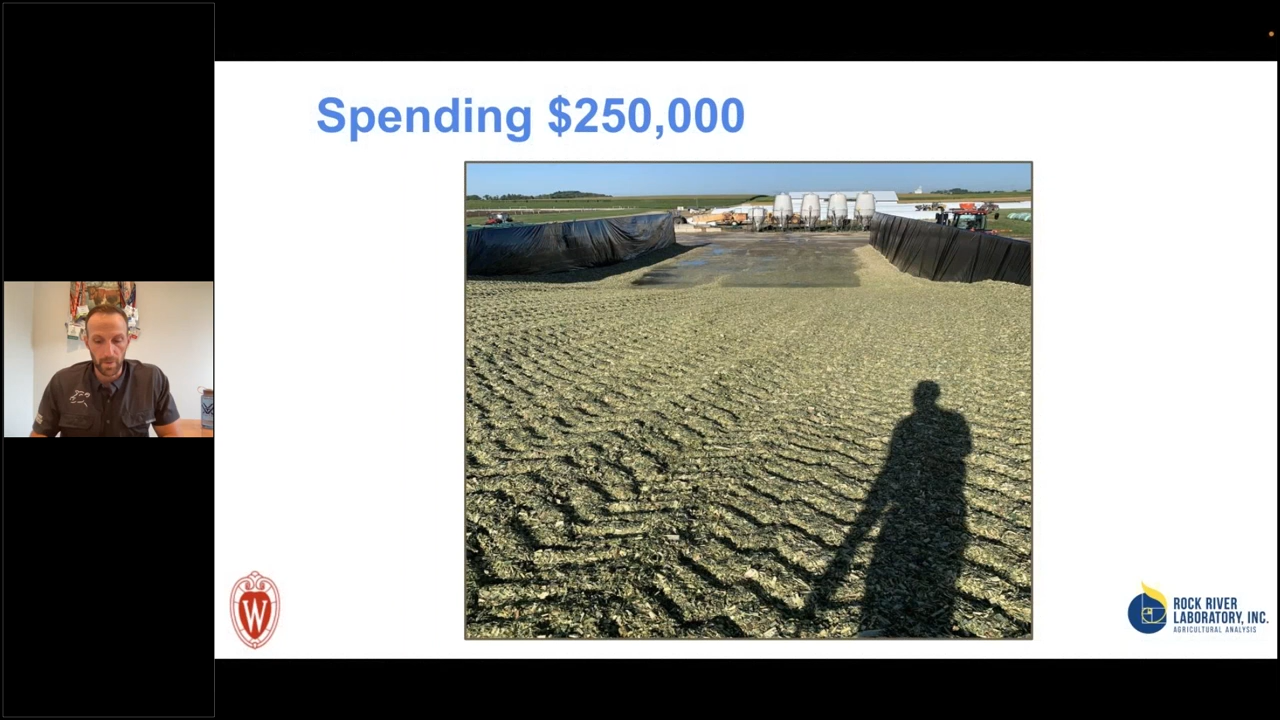 Spending $250,000
W
ROCK RIVER
LABORATORY, INC.
AGRICULTURAL ANALYSIS